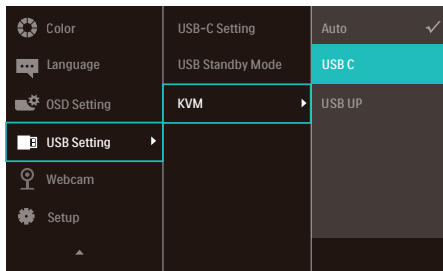 Color
Language
OSD Setting
USB Setting
Webcam
Setup
USB-C Setting
USB Standby Mode
KVM
Auto
USB C
USB UP